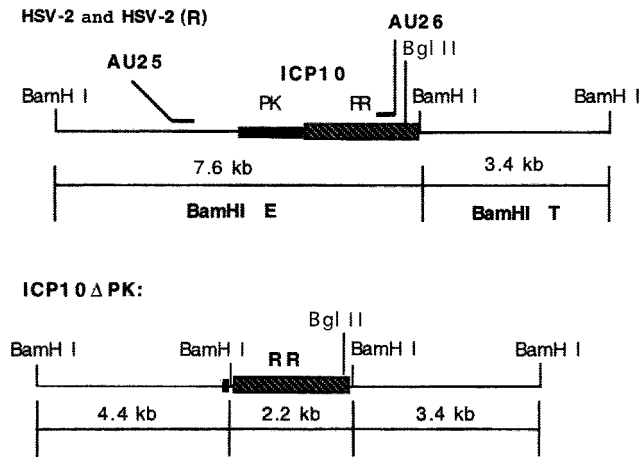 HSV-2 and HSV-2 (R)
AU26
Bgl II
AU25
ICP10
BamH I
PK
RR
BamH I
BamH I
7.6 kb
3.4 kb
BamHI E
BamHI T
ICP10 Δ PK:
Bgl II
BamH I
BamH I
RR
BamH I
BamH I
4.4 kb
2.2 kb
3.4 kb